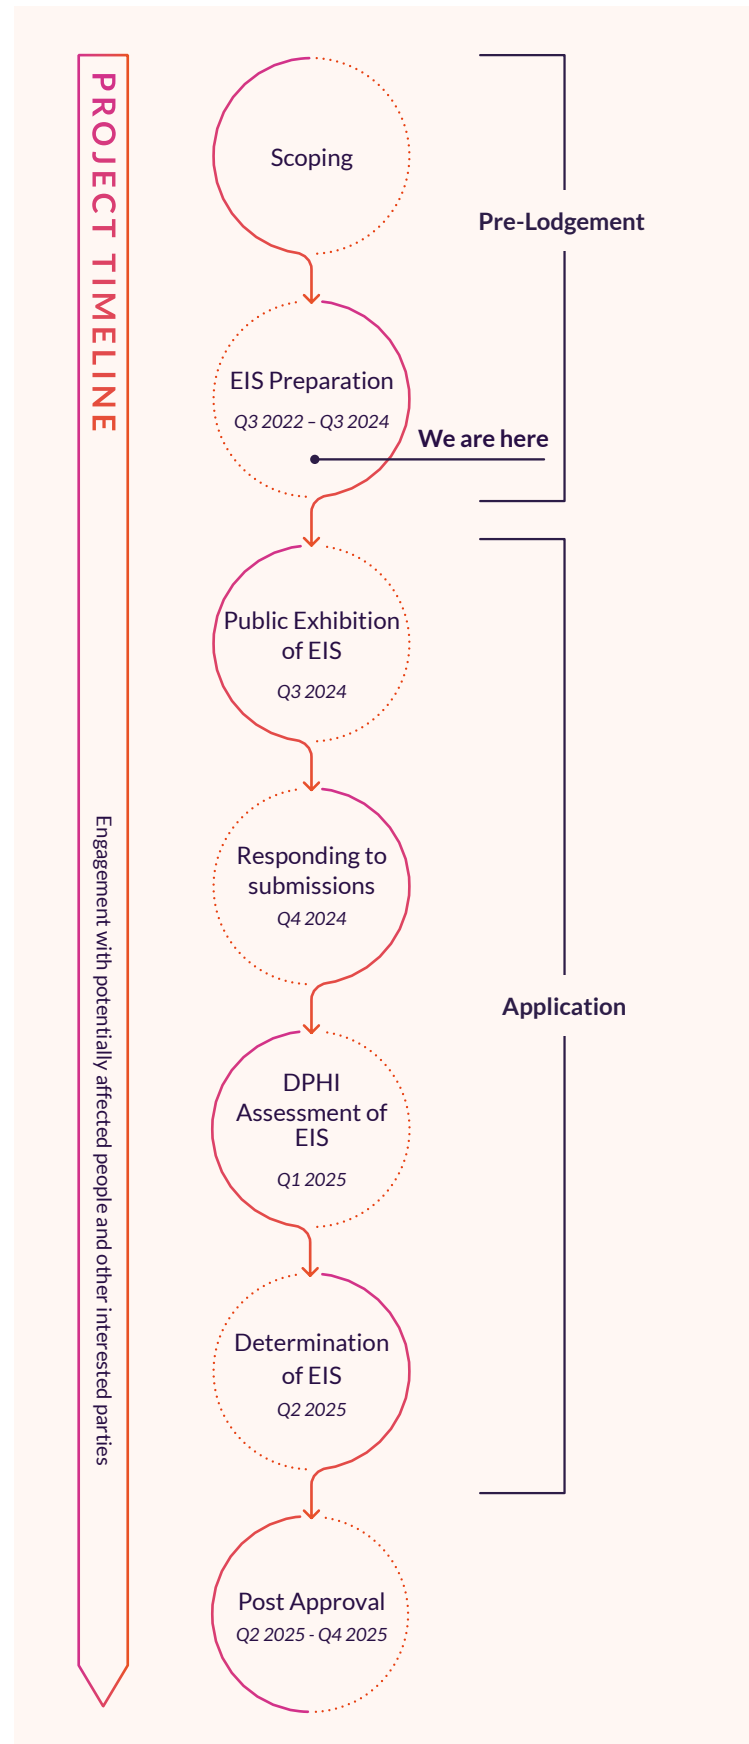 PROJECT TIMELINE
Engagement with potentially affected people and other interested parties
Scoping
Pre-Lodgement
EIS Preparation
Q3 2022 – Q3 2024
We are here
Public Exhibition
of EIS
Q3 2024
Responding to
submissions
Q4 2024
Application
DPHI
Assessment of
EIS
Q1 2025
Determination
of EIS
Q2 2025
Post Approval
Q2 2025 - Q4 2025